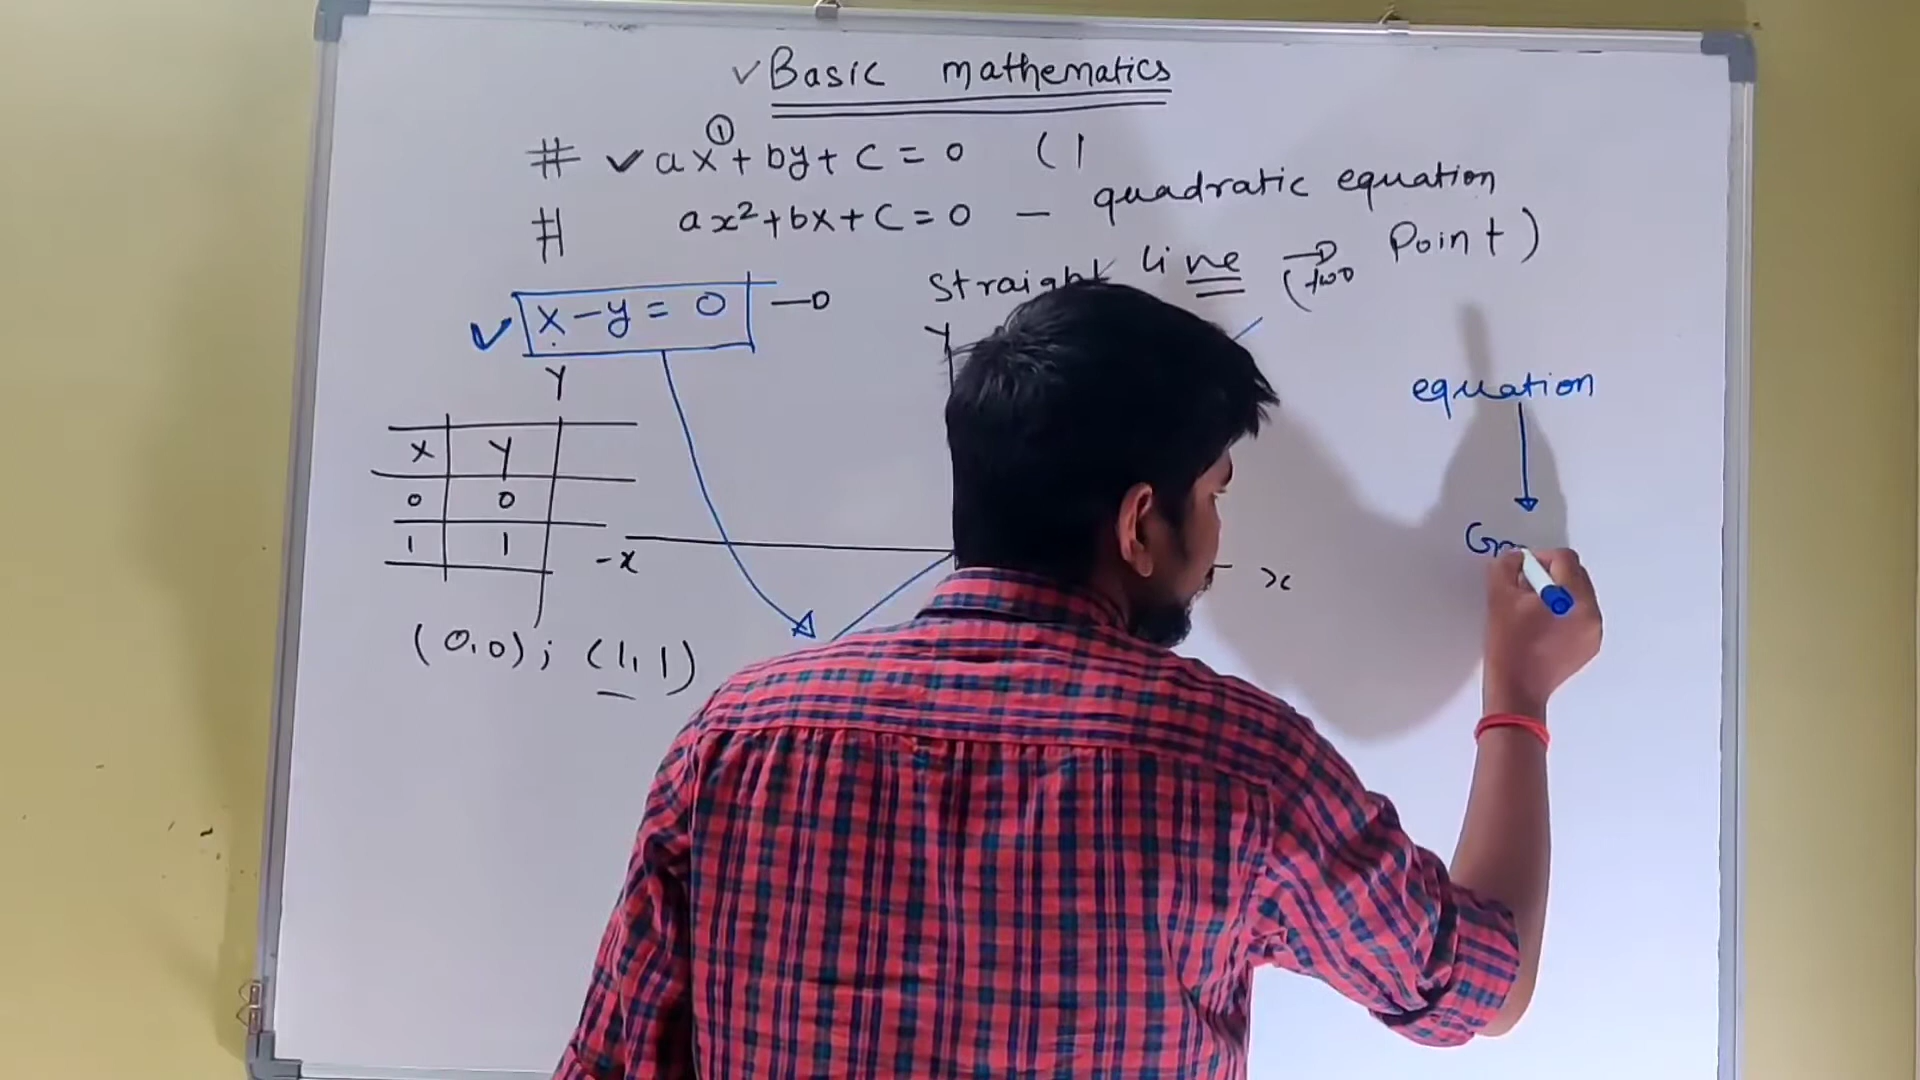 ✓ Basic mathematics
# ✓ ax①+by+c=0 (1
# ax²+bx+c=0 — quadratic equation
Straight line → (two Point)
✓ x-y=0
Y
Y
equation
X Y
0 0
1 1
-x
x
Gr
(0,0); (1,1)